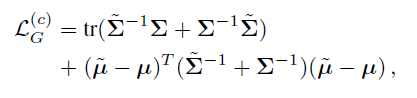 ℒ_G^{(c)} = tr(Σ̃^{−1}Σ + Σ^{−1}Σ̃)
+ (μ̃ − μ)^T (Σ̃^{−1} + Σ^{−1})(μ̃ − μ) ,